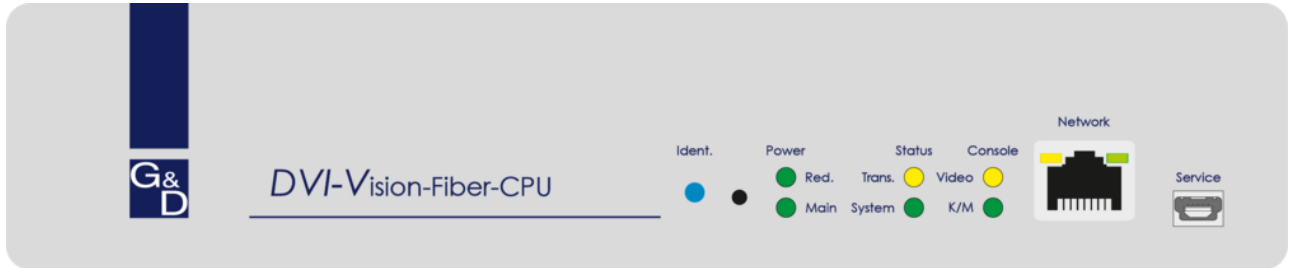 G&D
DVI-Vision-Fiber-CPU
Ident.
Power
Red.
Main
Status
Trans.
System
Console
Video
K/M
Network
Service